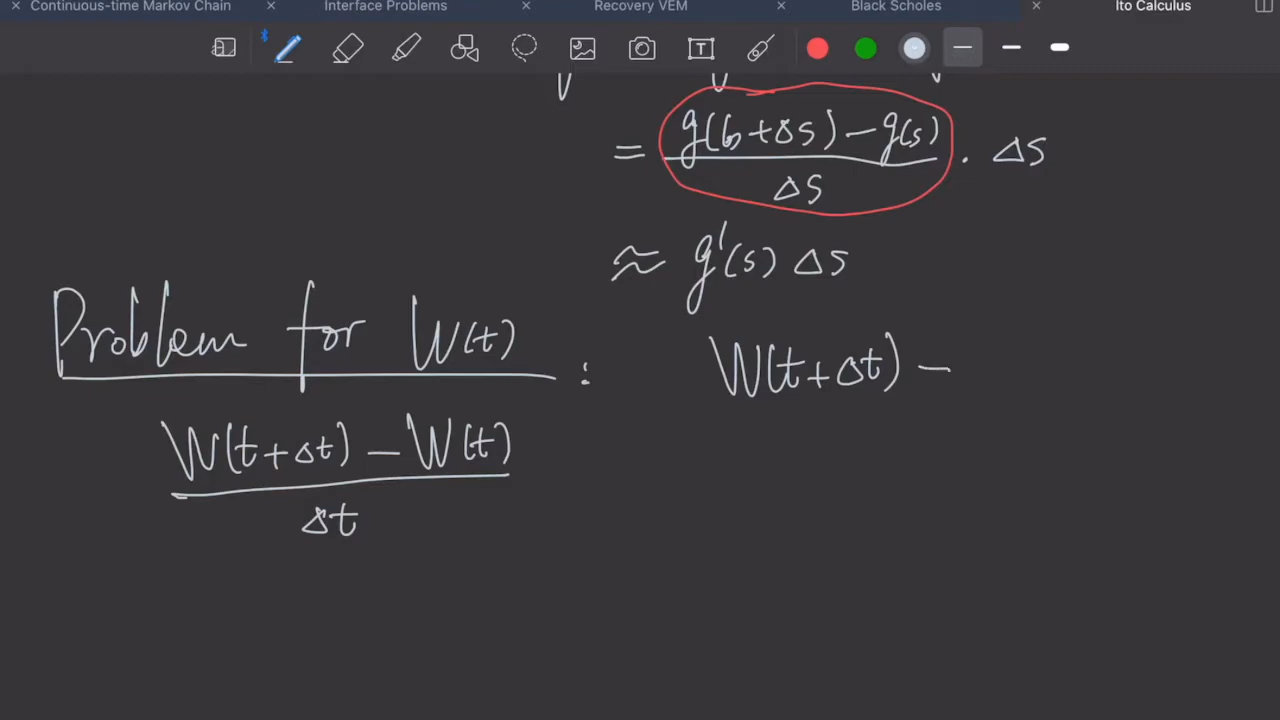 × Continuous-time Markov Chain × Interface Problems × Recovery VEM × Black Scholes × Ito Calculus
T
= g(s+Δs) − g(s) / Δs · Δs
≈ g'(s) Δs
Problem for W(t) :
W(t+Δt) −
W(t+Δt) − W(t) / Δt